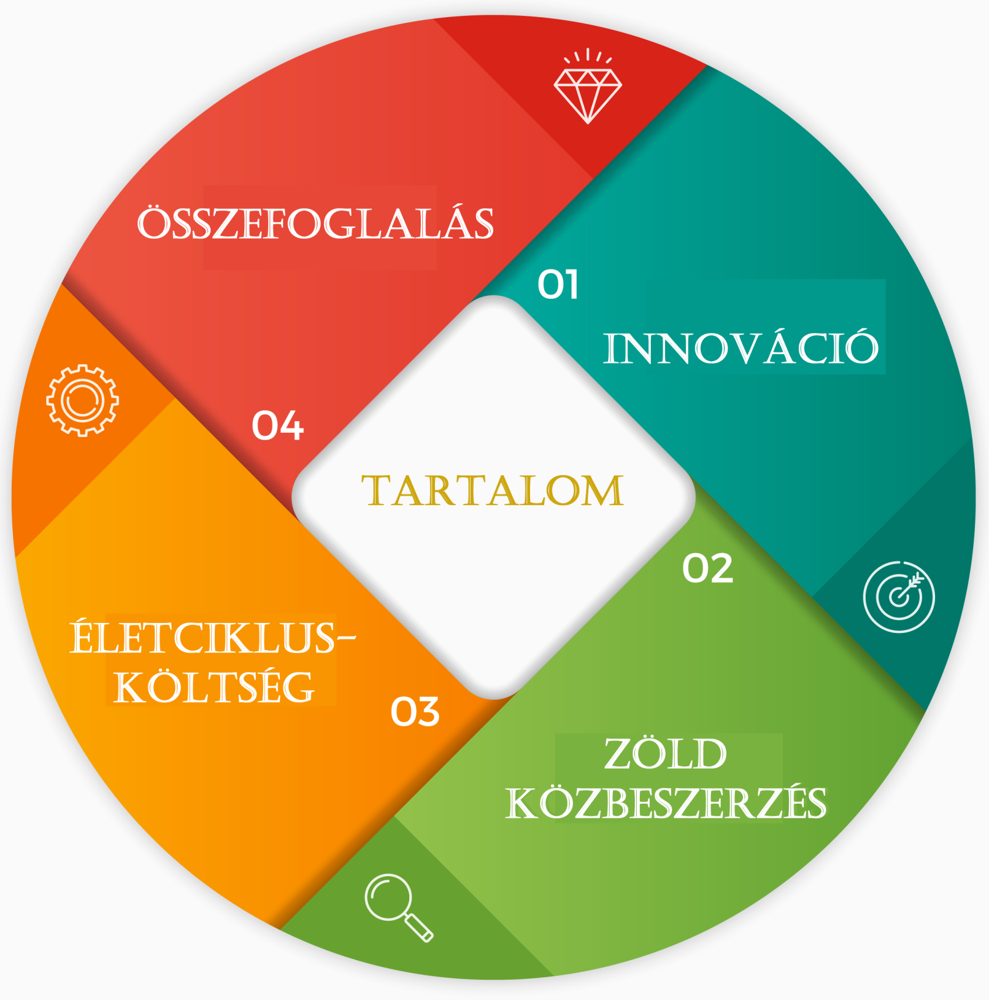 TARTALOM
01
INNOVÁCIÓ
02
ZÖLD
KÖZBESZERZÉS
03
ÉLETCIKLUS-
KÖLTSÉG
04
ÖSSZEFOGLALÁS